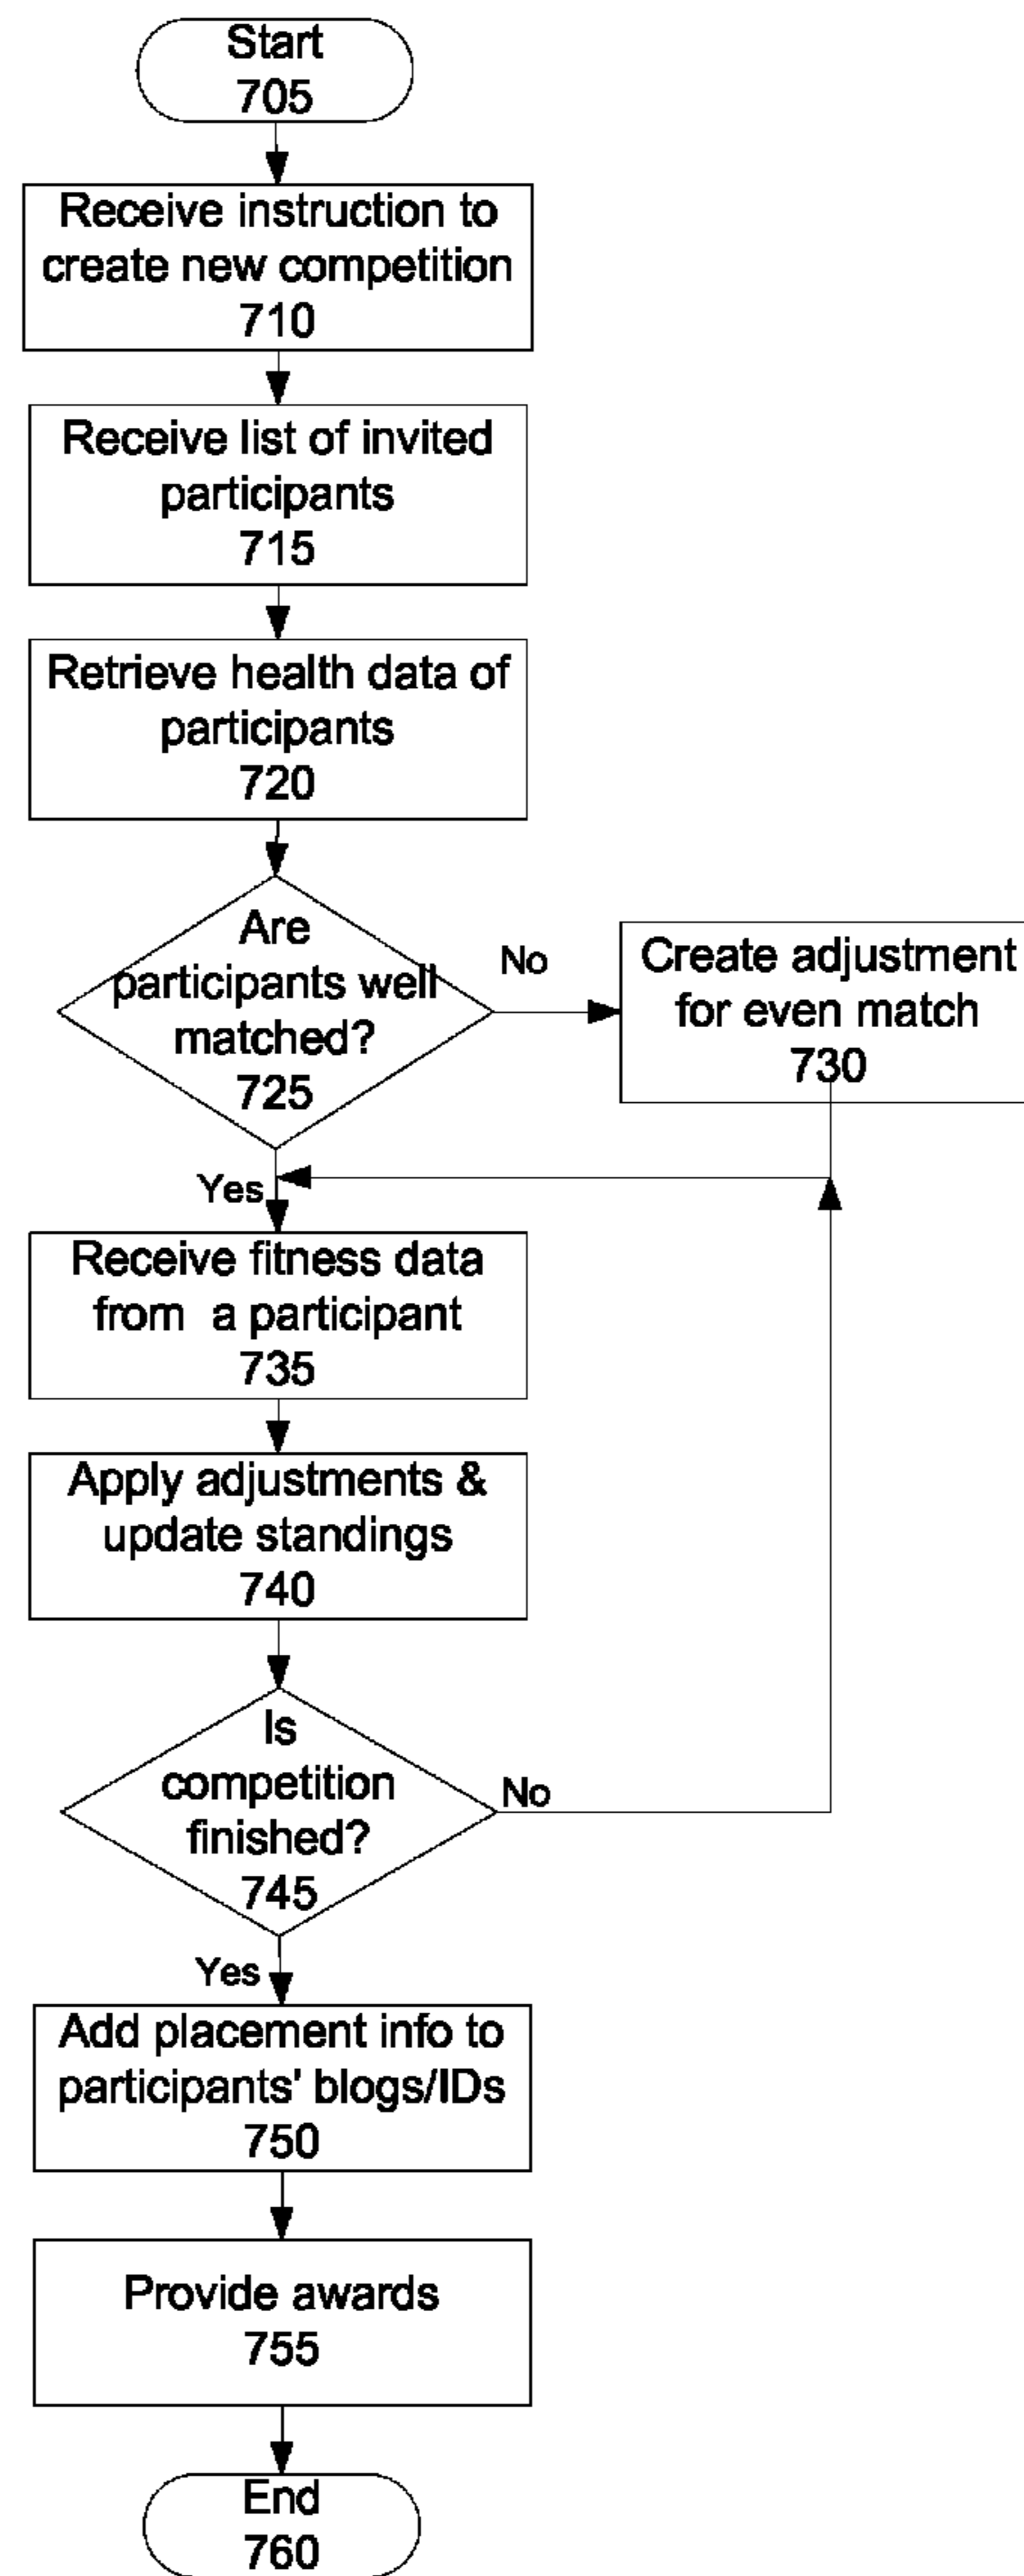 Start
705
Receive instruction to
create new competition
710
Receive list of invited
participants
715
Retrieve health data of
participants
720
Are
participants well
matched?
725
No
Create adjustment
for even match
730
Yes
Receive fitness data
from a participant
735
Apply adjustments &
update standings
740
Is
competition
finished?
745
No
Yes
Add placement info to
participants' blogs/IDs
750
Provide awards
755
End
760